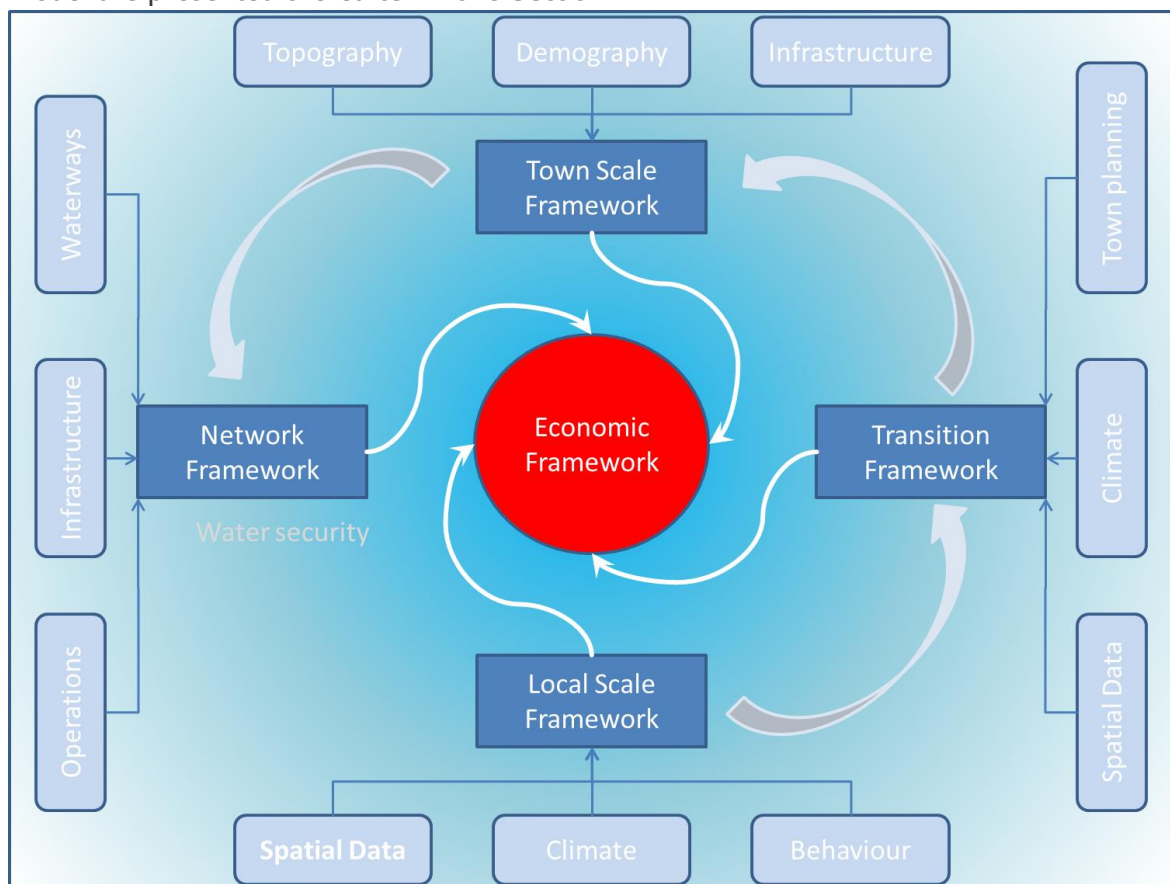 Topography
Demography
Infrastructure
Waterways
Town planning
Town Scale
Framework
Infrastructure
Network
Framework
Economic
Framework
Transition
Framework
Climate
Water security
Operations
Local Scale
Framework
Spatial Data
Spatial Data
Climate
Behaviour